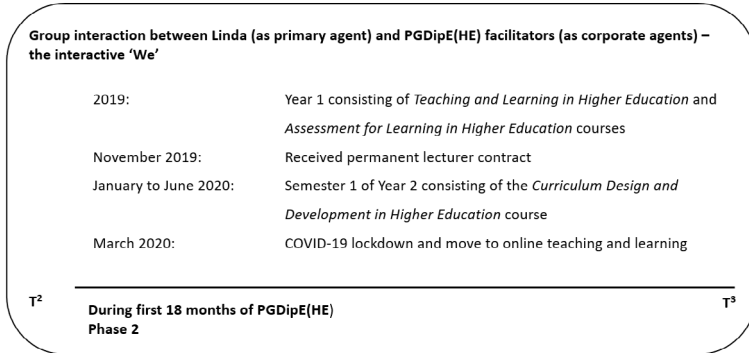 Group interaction between Linda (as primary agent) and PGDipE(HE) facilitators (as corporate agents) –
the interactive ‘We’
2019: Year 1 consisting of Teaching and Learning in Higher Education and
Assessment for Learning in Higher Education courses
November 2019: Received permanent lecturer contract
January to June 2020: Semester 1 of Year 2 consisting of the Curriculum Design and
Development in Higher Education course
March 2020: COVID-19 lockdown and move to online teaching and learning
T² T³
During first 18 months of PGDipE(HE)
Phase 2